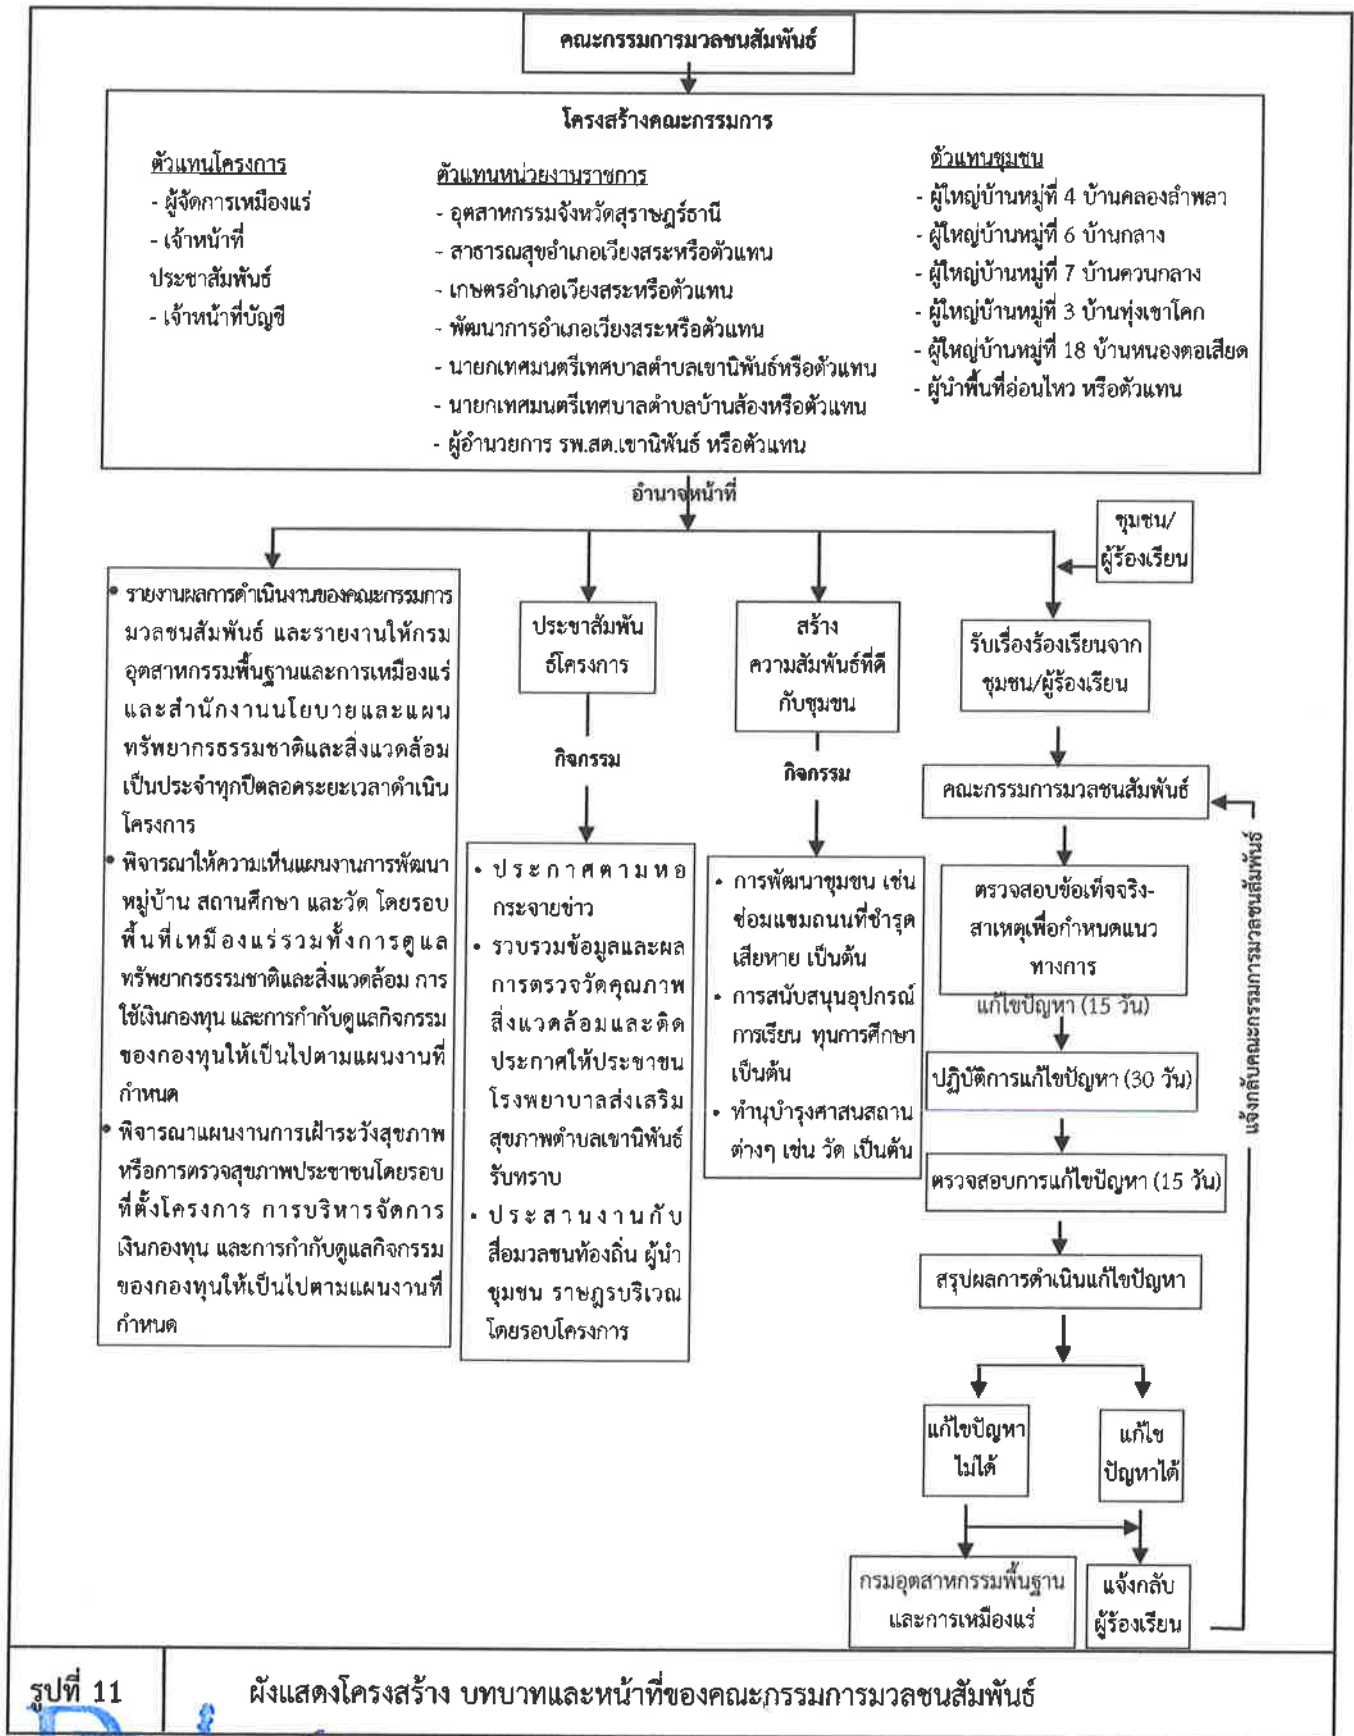 คณะกรรมการมวลชนสัมพันธ์
โครงสร้างคณะกรรมการ
ตัวแทนโครงการ
- ผู้จัดการเหมืองแร่
- เจ้าหน้าที่
ประชาสัมพันธ์
- เจ้าหน้าที่บัญชี
ตัวแทนหน่วยงานราชการ
- อุตสาหกรรมจังหวัดสุราษฎร์ธานี
- สาธารณสุขอำเภอเวียงสระหรือตัวแทน
- เกษตรอำเภอเวียงสระหรือตัวแทน
- พัฒนาการอำเภอเวียงสระหรือตัวแทน
- นายกเทศมนตรีเทศบาลตำบลเขานิพันธ์หรือตัวแทน
- นายกเทศมนตรีเทศบาลตำบลบ้านส้องหรือตัวแทน
- ผู้อำนวยการ รพ.สต.เขานิพันธ์ หรือตัวแทน
ตัวแทนชุมชน
- ผู้ใหญ่บ้านหมู่ที่ 4 บ้านคลองลำพลา
- ผู้ใหญ่บ้านหมู่ที่ 6 บ้านกลาง
- ผู้ใหญ่บ้านหมู่ที่ 7 บ้านควนกลาง
- ผู้ใหญ่บ้านหมู่ที่ 3 บ้านทุ่งเขาโคก
- ผู้ใหญ่บ้านหมู่ที่ 18 บ้านหนองตอเสียด
- ผู้นำพื้นที่อ่อนไหว หรือตัวแทน
อำนาจหน้าที่
ชุมชน/
ผู้ร้องเรียน
• รายงานผลการดำเนินงานของคณะกรรมการ
มวลชนสัมพันธ์ และรายงานให้กรม
อุตสาหกรรมพื้นฐานและการเหมืองแร่
และสำนักงานนโยบายและแผน
ทรัพยากรธรรมชาติและสิ่งแวดล้อม
เป็นประจำทุกปีตลอดระยะเวลาดำเนิน
โครงการ
• พิจารณาให้ความเห็นแผนงานการพัฒนา
หมู่บ้าน สถานศึกษา และวัด โดยรอบ
พื้นที่เหมืองแร่รวมทั้งการดูแล
ทรัพยากรธรรมชาติและสิ่งแวดล้อม การ
ใช้เงินกองทุน และการกำกับดูแลกิจกรรม
ของกองทุนให้เป็นไปตามแผนงานที่
กำหนด
• พิจารณาแผนงานการเฝ้าระวังสุขภาพ
หรือการตรวจสุขภาพประชาชนโดยรอบ
ที่ตั้งโครงการ การบริหารจัดการ
เงินกองทุน และการกำกับดูแลกิจกรรม
ของกองทุนให้เป็นไปตามแผนงานที่
กำหนด
ประชาสัมพัน
ธ์โครงการ
กิจกรรม
• ประกาศตามหอ
กระจายข่าว
• รวบรวมข้อมูลและผล
การตรวจวัดคุณภาพ
สิ่งแวดล้อมและติด
ประกาศให้ประชาชน
โรงพยาบาลส่งเสริม
สุขภาพตำบลเขานิพันธ์
รับทราบ
• ประสานงานกับ
สื่อมวลชนท้องถิ่น ผู้นำ
ชุมชน ราษฎรบริเวณ
โดยรอบโครงการ
สร้าง
ความสัมพันธ์ที่ดี
กับชุมชน
กิจกรรม
• การพัฒนาชุมชน เช่น
ซ่อมแซมถนนที่ชำรุด
เสียหาย เป็นต้น
• การสนับสนุนอุปกรณ์
การเรียน ทุนการศึกษา
เป็นต้น
• ทำนุบำรุงศาสนสถาน
ต่างๆ เช่น วัด เป็นต้น
รับเรื่องร้องเรียนจาก
ชุมชน/ผู้ร้องเรียน
คณะกรรมการมวลชนสัมพันธ์
ตรวจสอบข้อเท็จจริง-
สาเหตุเพื่อกำหนดแนว
ทางการ
แก้ไขปัญหา (15 วัน)
ปฏิบัติการแก้ไขปัญหา (30 วัน)
ตรวจสอบการแก้ไขปัญหา (15 วัน)
สรุปผลการดำเนินแก้ไขปัญหา
แก้ไขปัญหา
ไม่ได้
แก้ไข
ปัญหาได้
กรมอุตสาหกรรมพื้นฐาน
และการเหมืองแร่
แจ้งกลับ
ผู้ร้องเรียน
แจ้งกลับคณะกรรมการมวลชนสัมพันธ์
รูปที่ 11
ผังแสดงโครงสร้าง บทบาทและหน้าที่ของคณะกรรมการมวลชนสัมพันธ์